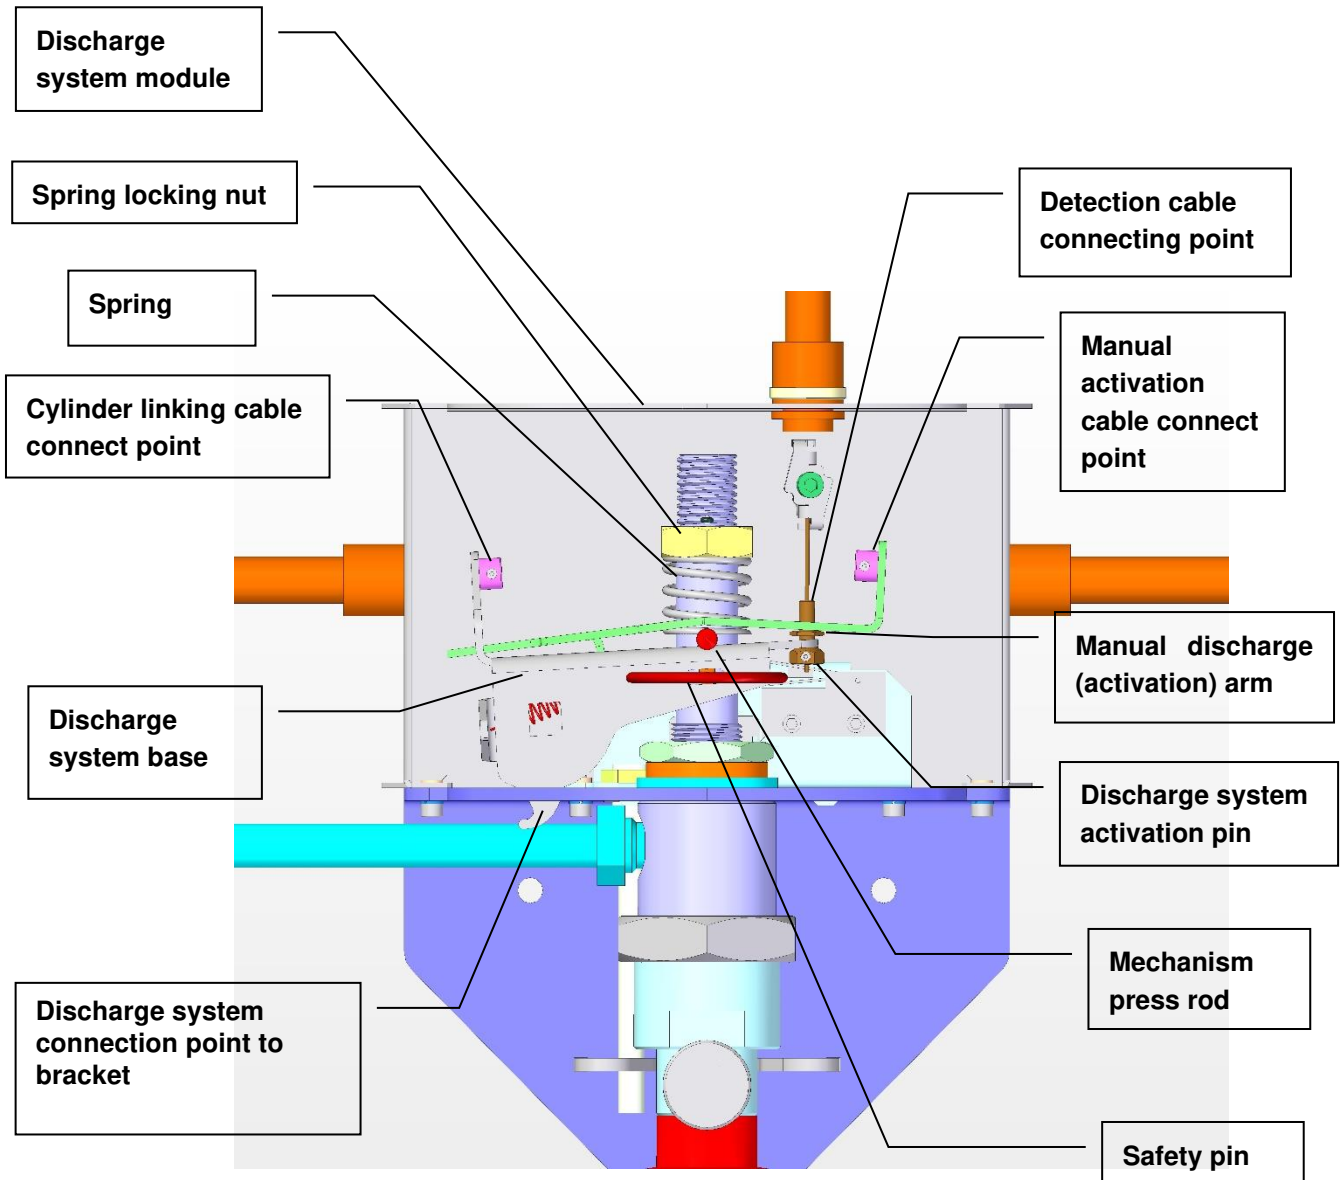 Discharge
system module
Spring locking nut
Spring
Cylinder linking cable
connect point
Discharge
system base
Discharge system
connection point to
bracket
Detection cable
connecting point
Manual
activation
cable connect
point
Manual discharge
(activation) arm
Discharge system
activation pin
Mechanism
press rod
Safety pin